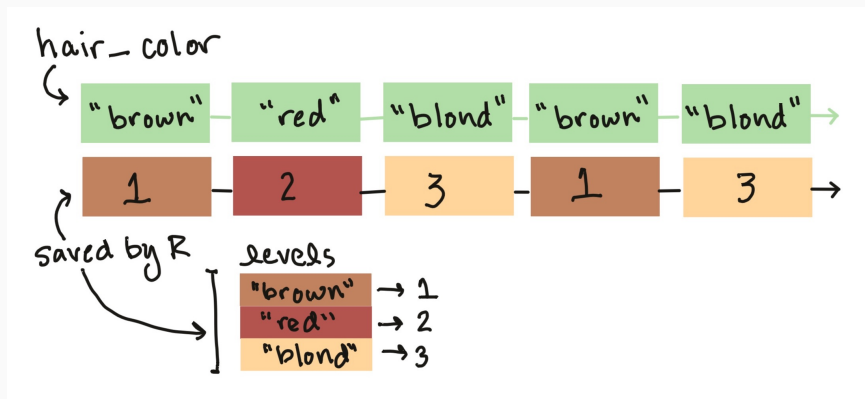 hair_color
"brown" "red" "blond" "brown" "blond"
1 2 3 1 3
saved by R
levels
"brown" → 1
"red" → 2
"blond" → 3